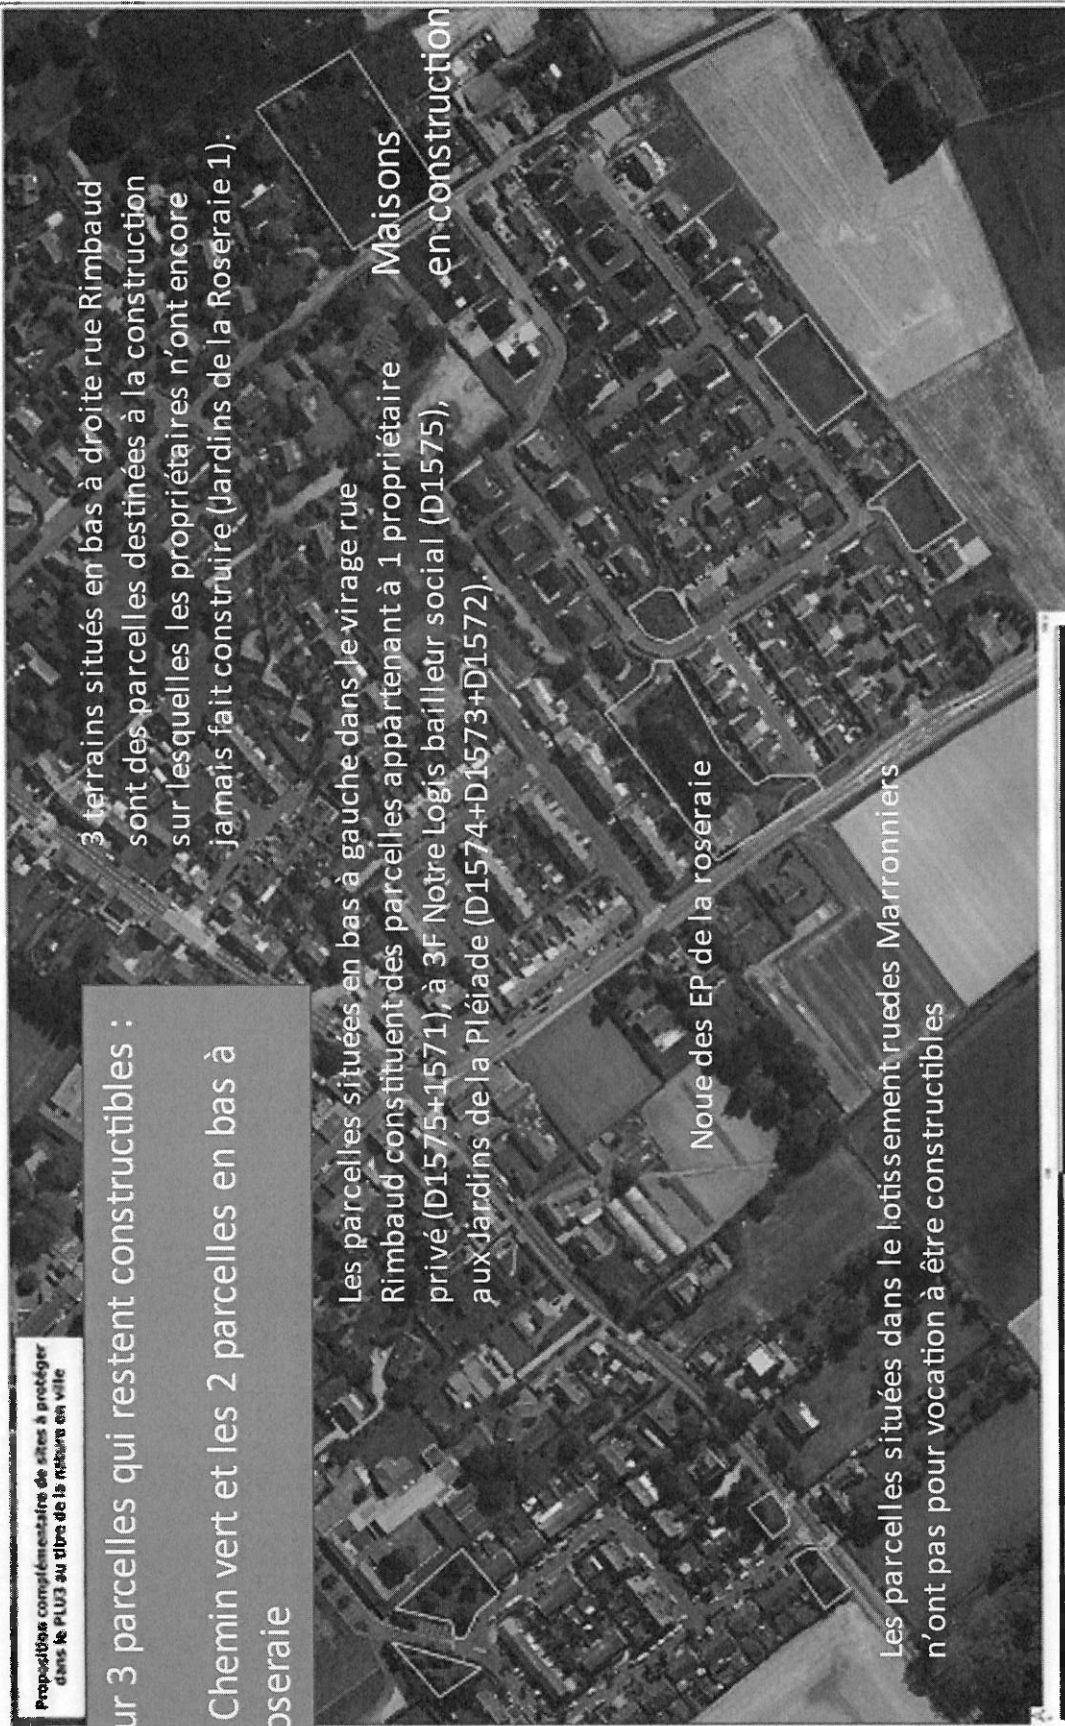 Proposition complémentaire de sites à protéger
dans le PLU3 au titre de la nature en ville
ur 3 parcelles qui restent constructibles :
Chemin vert et les 2 parcelles en bas à
oseraie
3 terrains situés en bas à droite rue Rimbaud
sont des parcelles destinées à la construction
sur lesquelles les propriétaires n'ont encore
jamais fait construire (Jardins de la Roseraie 1).
Maisons
en construction
Les parcelles situées en bas à gauche dans le virage rue
Rimbaud constituent des parcelles appartenant à 1 propriétaire
privé (D1575+1571), à 3F Notre Logis bailleur social (D1575),
aux Jardins de la Pléiade (D1574+D1573+D1572).
Noue des EP de la roseraie
Les parcelles situées dans le lotissement rue des Marronniers
n'ont pas pour vocation à être constructibles